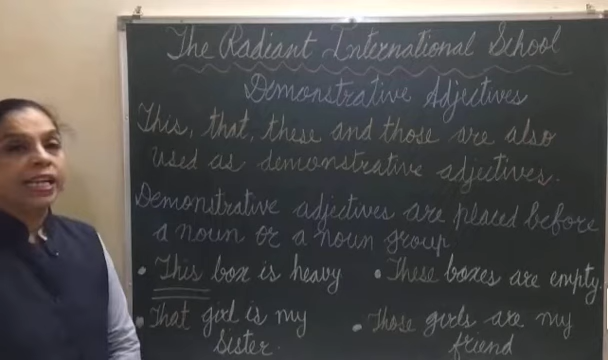 The Radiant International School
Demonstrative Adjectives
This, that, these and those are also
used as demonstrative adjectives.
Demonstrative adjectives are placed before
a noun or a noun group
• This box is heavy
• These boxes are empty.
• That girl is my
sister.
• Those girls are my
friend